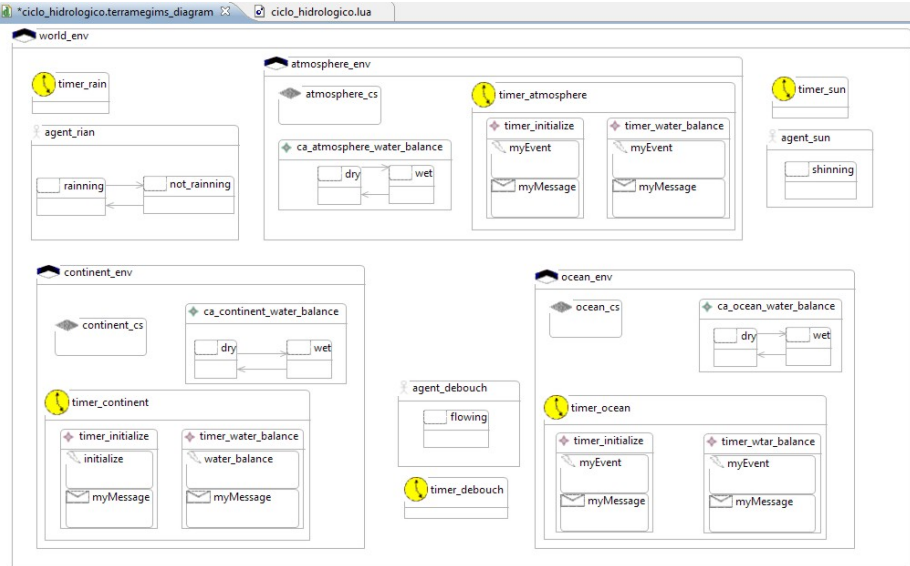 *ciclo_hidrologico.terramegims_diagram
ciclo_hidrologico.lua
world_env
timer_rain
agent_rian
rainning
not_rainning
atmosphere_env
atmosphere_cs
ca_atmosphere_water_balance
dry
wet
timer_atmosphere
timer_initialize
myEvent
myMessage
timer_water_balance
myEvent
myMessage
timer_sun
agent_sun
shinning
continent_env
continent_cs
ca_continent_water_balance
dry
wet
timer_continent
timer_initialize
initialize
myMessage
timer_water_balance
water_balance
myMessage
agent_debouch
flowing
timer_debouch
ocean_env
ocean_cs
ca_ocean_water_balance
dry
wet
timer_ocean
timer_initialize
myEvent
myMessage
timer_wtar_balance
myEvent
myMessage